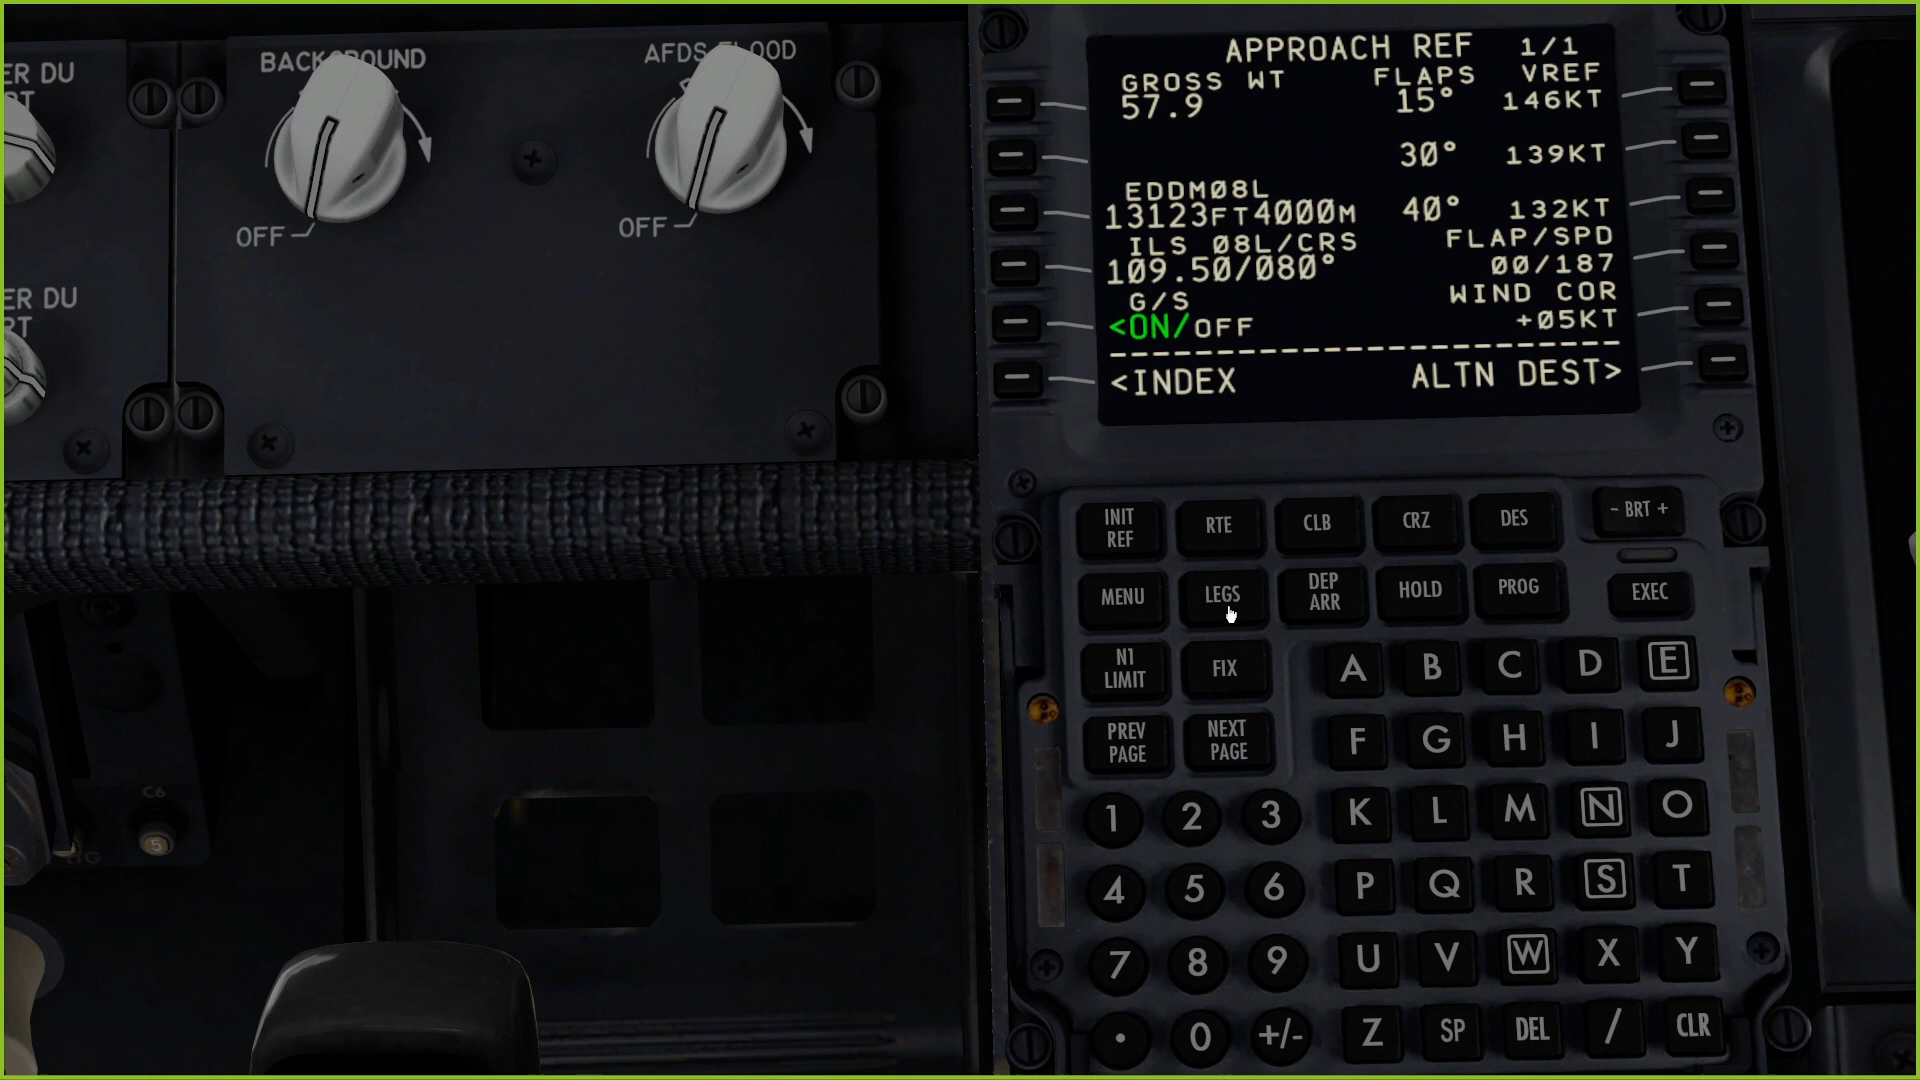 ER DU
RT
BACKGROUND
AFDS FLOOD
OFF
OFF
ER DU
RT
C6
5
APPROACH REF 1/1
GROSS WT FLAPS VREF
57.9 15° 146KT
30° 139KT
EDDM08L
13123FT4000M 40° 132KT
ILS 08L/CRS FLAP/SPD
109.50/080° 00/187
G/S WIND COR
<ON/OFF +05KT
--------------------
<INDEX ALTN DEST>
INIT REF RTE CLB CRZ DES - BRT +
MENU LEGS DEP ARR HOLD PROG EXEC
N1 LIMIT FIX A B C D E
PREV PAGE NEXT PAGE F G H I J
1 2 3 K L M N O
4 5 6 P Q R S T
7 8 9 U V W X Y
. 0 +/- Z SP DEL / CLR